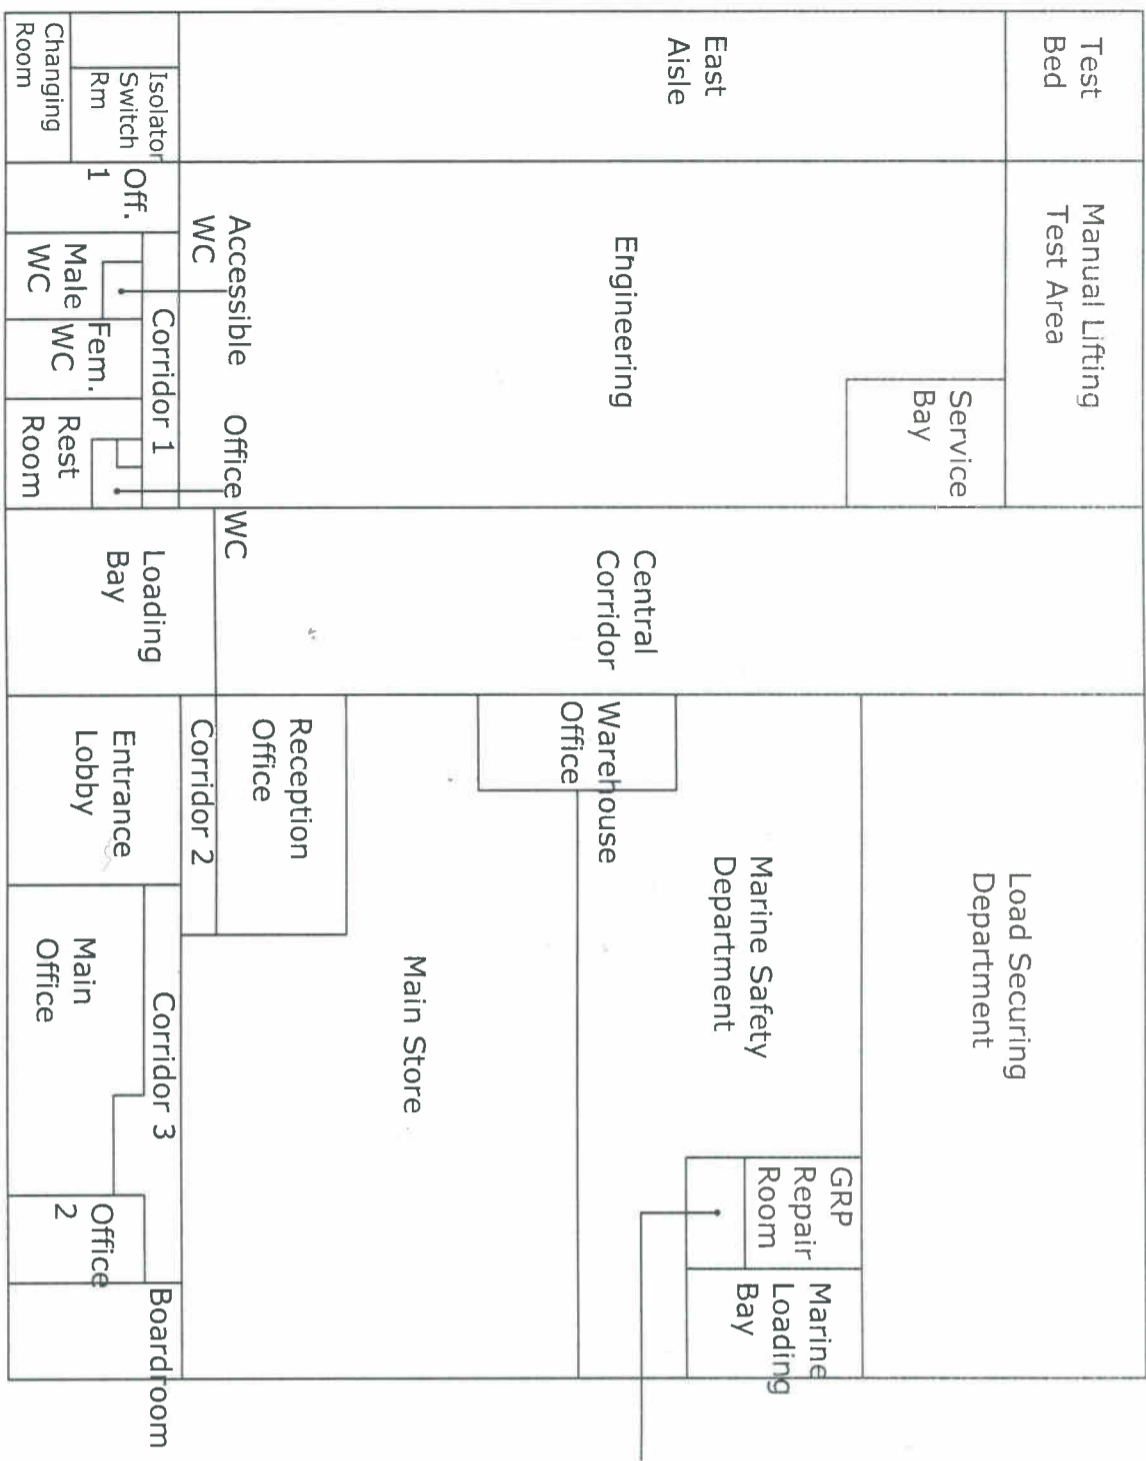 Test
Bed
East
Aisle
Isolator
Switch
Rm
Changing
Room
Manual Lifting
Test Area
Service
Bay
Engineering
Accessible
WC
Office WC
Off.
1
Corridor 1
Male
WC
Fem.
WC
Rest
Room
Central
Corridor
Loading
Bay
Load Securing
Department
Marine Safety
Department
GRP
Repair
Room
Marine
Loading
Bay
Warehouse
Office
Main Store
Reception
Office
Corridor 2
Entrance
Lobby
Corridor 3
Main
Office
Office
2
Boardroom